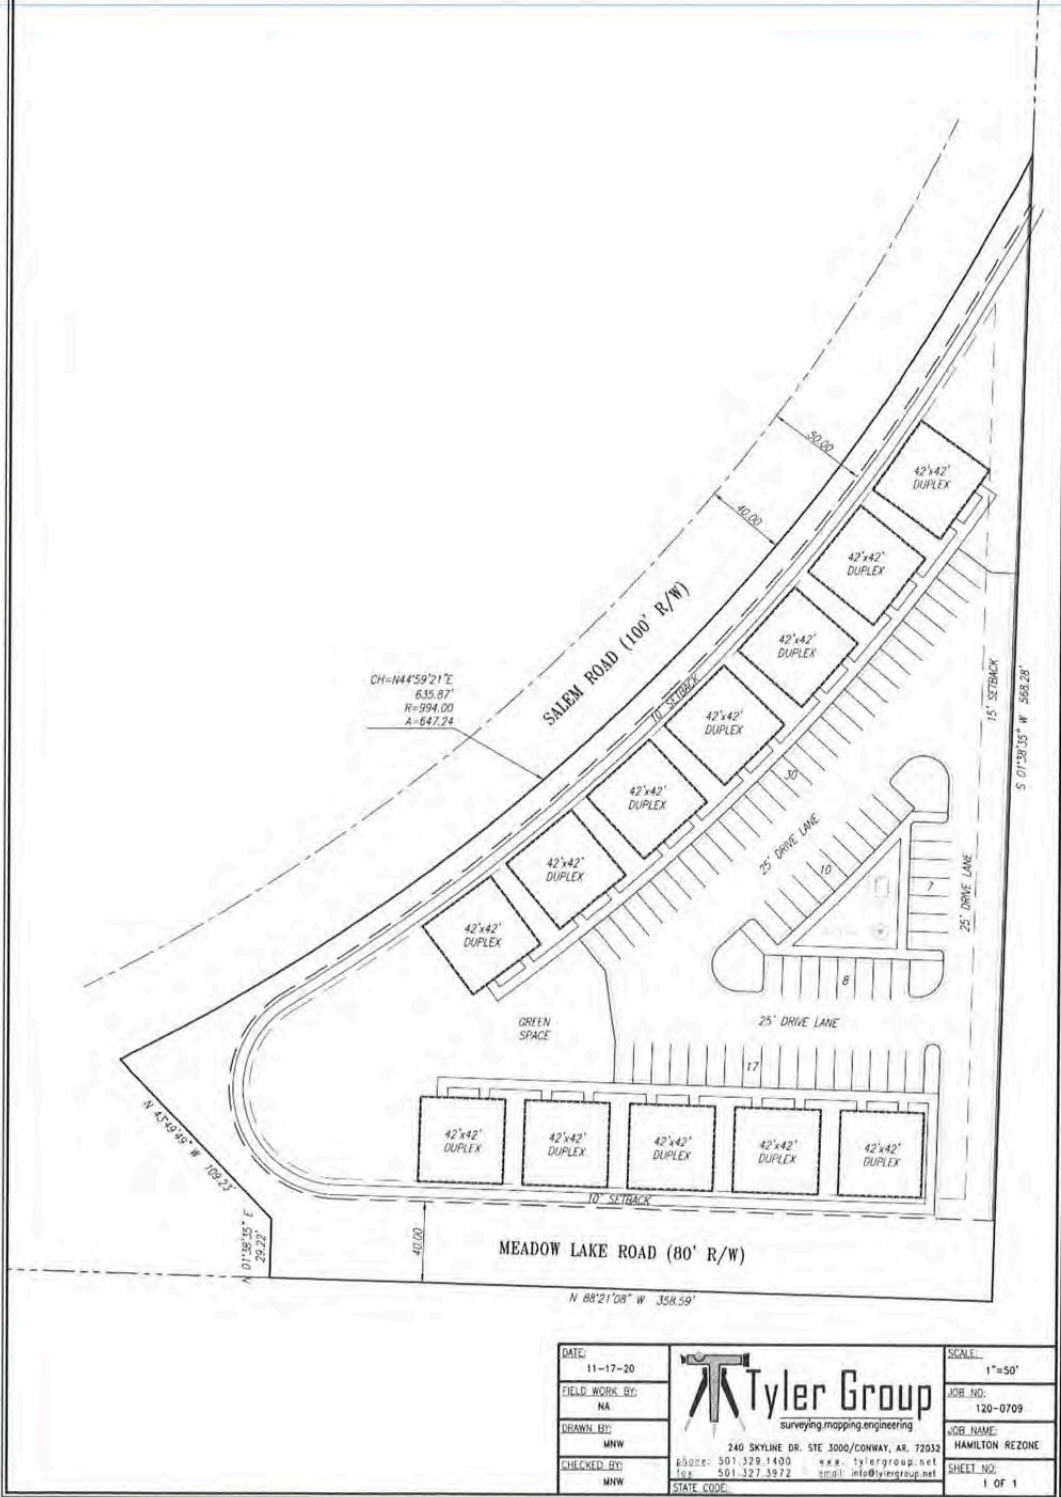 50.00
42'x42'
DUPLEX
40.00
42'x42'
DUPLEX
SALEM ROAD (100' R/W)
42'x42'
DUPLEX
10' SETBACK
15' SETBACK
S 01°38'35" W 568.28'
CH=N44°59'21"E
635.87'
R=994.00
A=647.24
42'x42'
DUPLEX
30
42'x42'
DUPLEX
25' DRIVE LANE
42'x42'
DUPLEX
10
7
25' DRIVE LANE
42'x42'
DUPLEX
8
GREEN
SPACE
25' DRIVE LANE
17
N 43°49'49" W 109.23'
42'x42'
DUPLEX
42'x42'
DUPLEX
42'x42'
DUPLEX
42'x42'
DUPLEX
42'x42'
DUPLEX
10' SETBACK
N 01°38'35" E
29.22'
40.00
MEADOW LAKE ROAD (80' R/W)
N 88°21'08" W 358.59'
DATE:
11-17-20
FIELD WORK BY:
NA
DRAWN BY:
MNW
CHECKED BY:
MNW
Tyler Group
surveying.mapping.engineering
240 SKYLINE DR. STE 3000/CONWAY, AR. 72032
phone: 501.329.1400 www. tylergroup.net
fax 501.327.3972 email: info@tylergroup.net
STATE CODE:
SCALE:
1"=50'
JOB NO:
120-0709
JOB NAME:
HAMILTON REZONE
SHEET NO:
1 OF 1